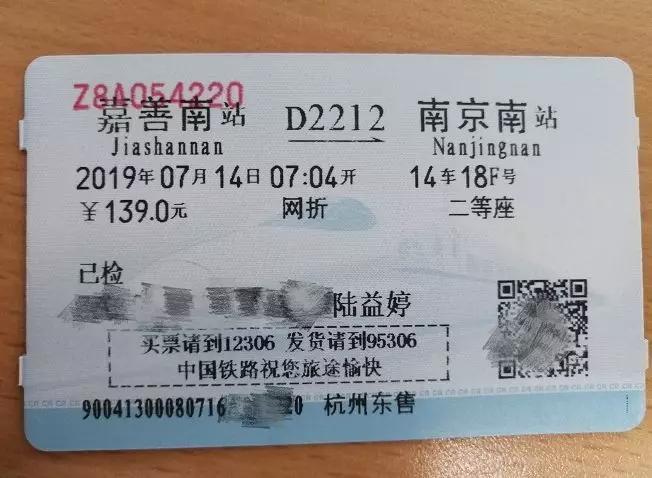 Z8A054220
嘉善南站 D2212 南京南站
Jiashannan Nanjingnan
2019年07月14日07:04开 14车18F号
￥139.0元 网折 二等座
已检
陆益婷
买票请到12306 发货请到95306
中国铁路祝您旅途愉快
90041300080716 20 杭州东售